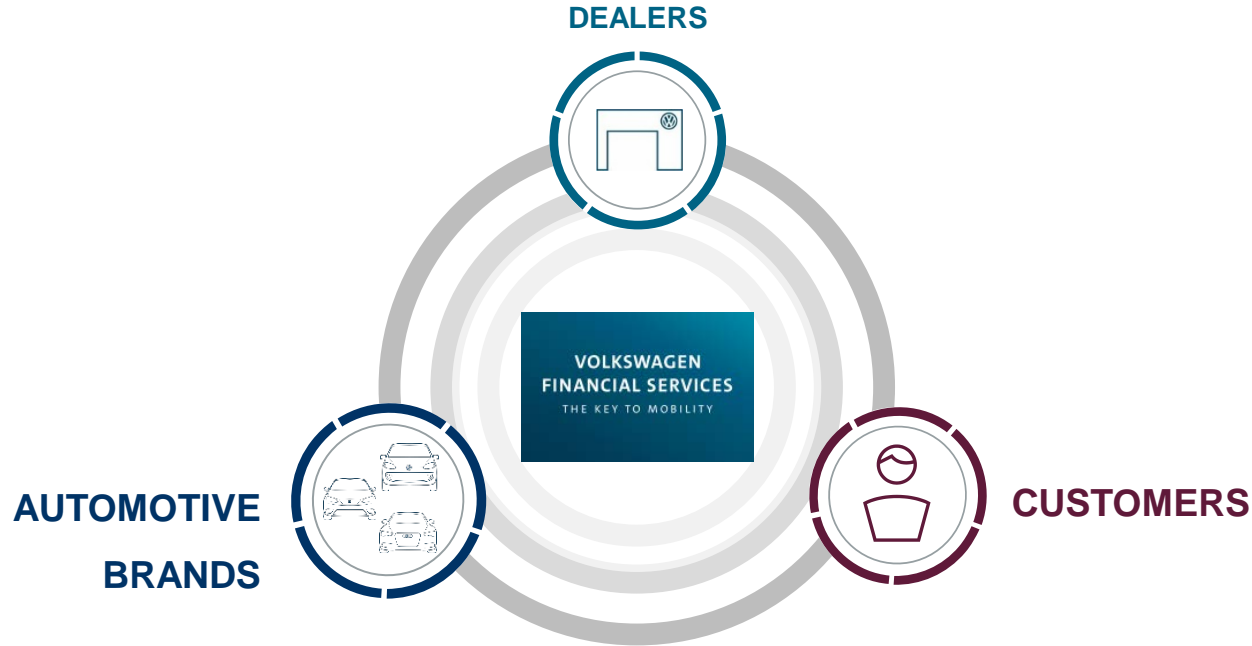 DEALERS
VOLKSWAGEN
FINANCIAL SERVICES
THE KEY TO MOBILITY
AUTOMOTIVE
BRANDS
CUSTOMERS